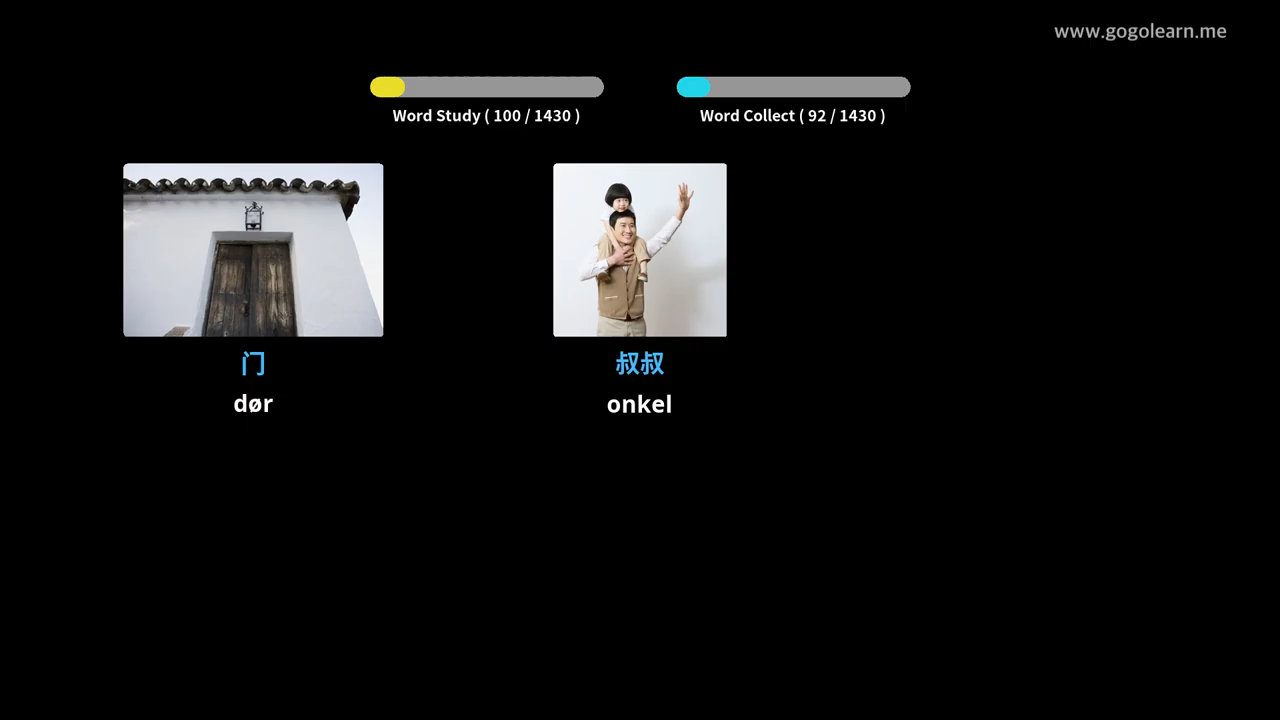 www.gogolearn.me
Word Study ( 100 / 1430 )
Word Collect ( 92 / 1430 )
门
dør
叔叔
onkel